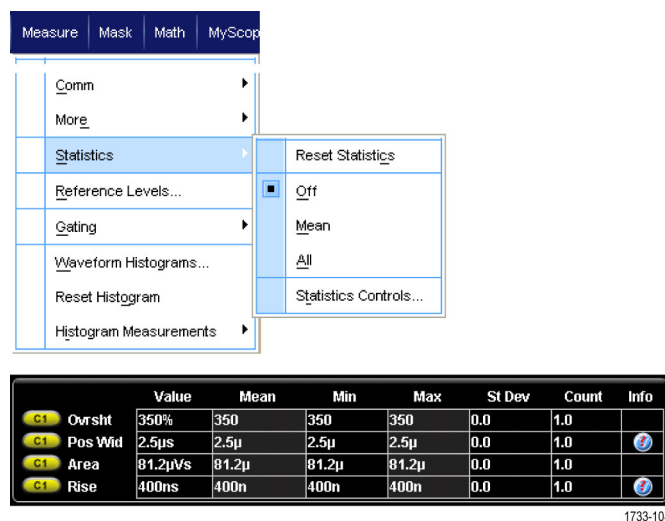 Measure Mask Math MyScop
Comm
More
Statistics
Reset Statistics
Reference Levels...
Off
Gating
Mean
Waveform Histograms...
All
Reset Histogram
Statistics Controls...
Histogram Measurements
Value Mean Min Max St Dev Count Info
C1 Ovrsht 350% 350 350 350 0.0 1.0
C1 Pos Wid 2.5µs 2.5µ 2.5µ 2.5µ 0.0 1.0
C1 Area 81.2µVs 81.2µ 81.2µ 81.2µ 0.0 1.0
C1 Rise 400ns 400n 400n 400n 0.0 1.0
1733-10